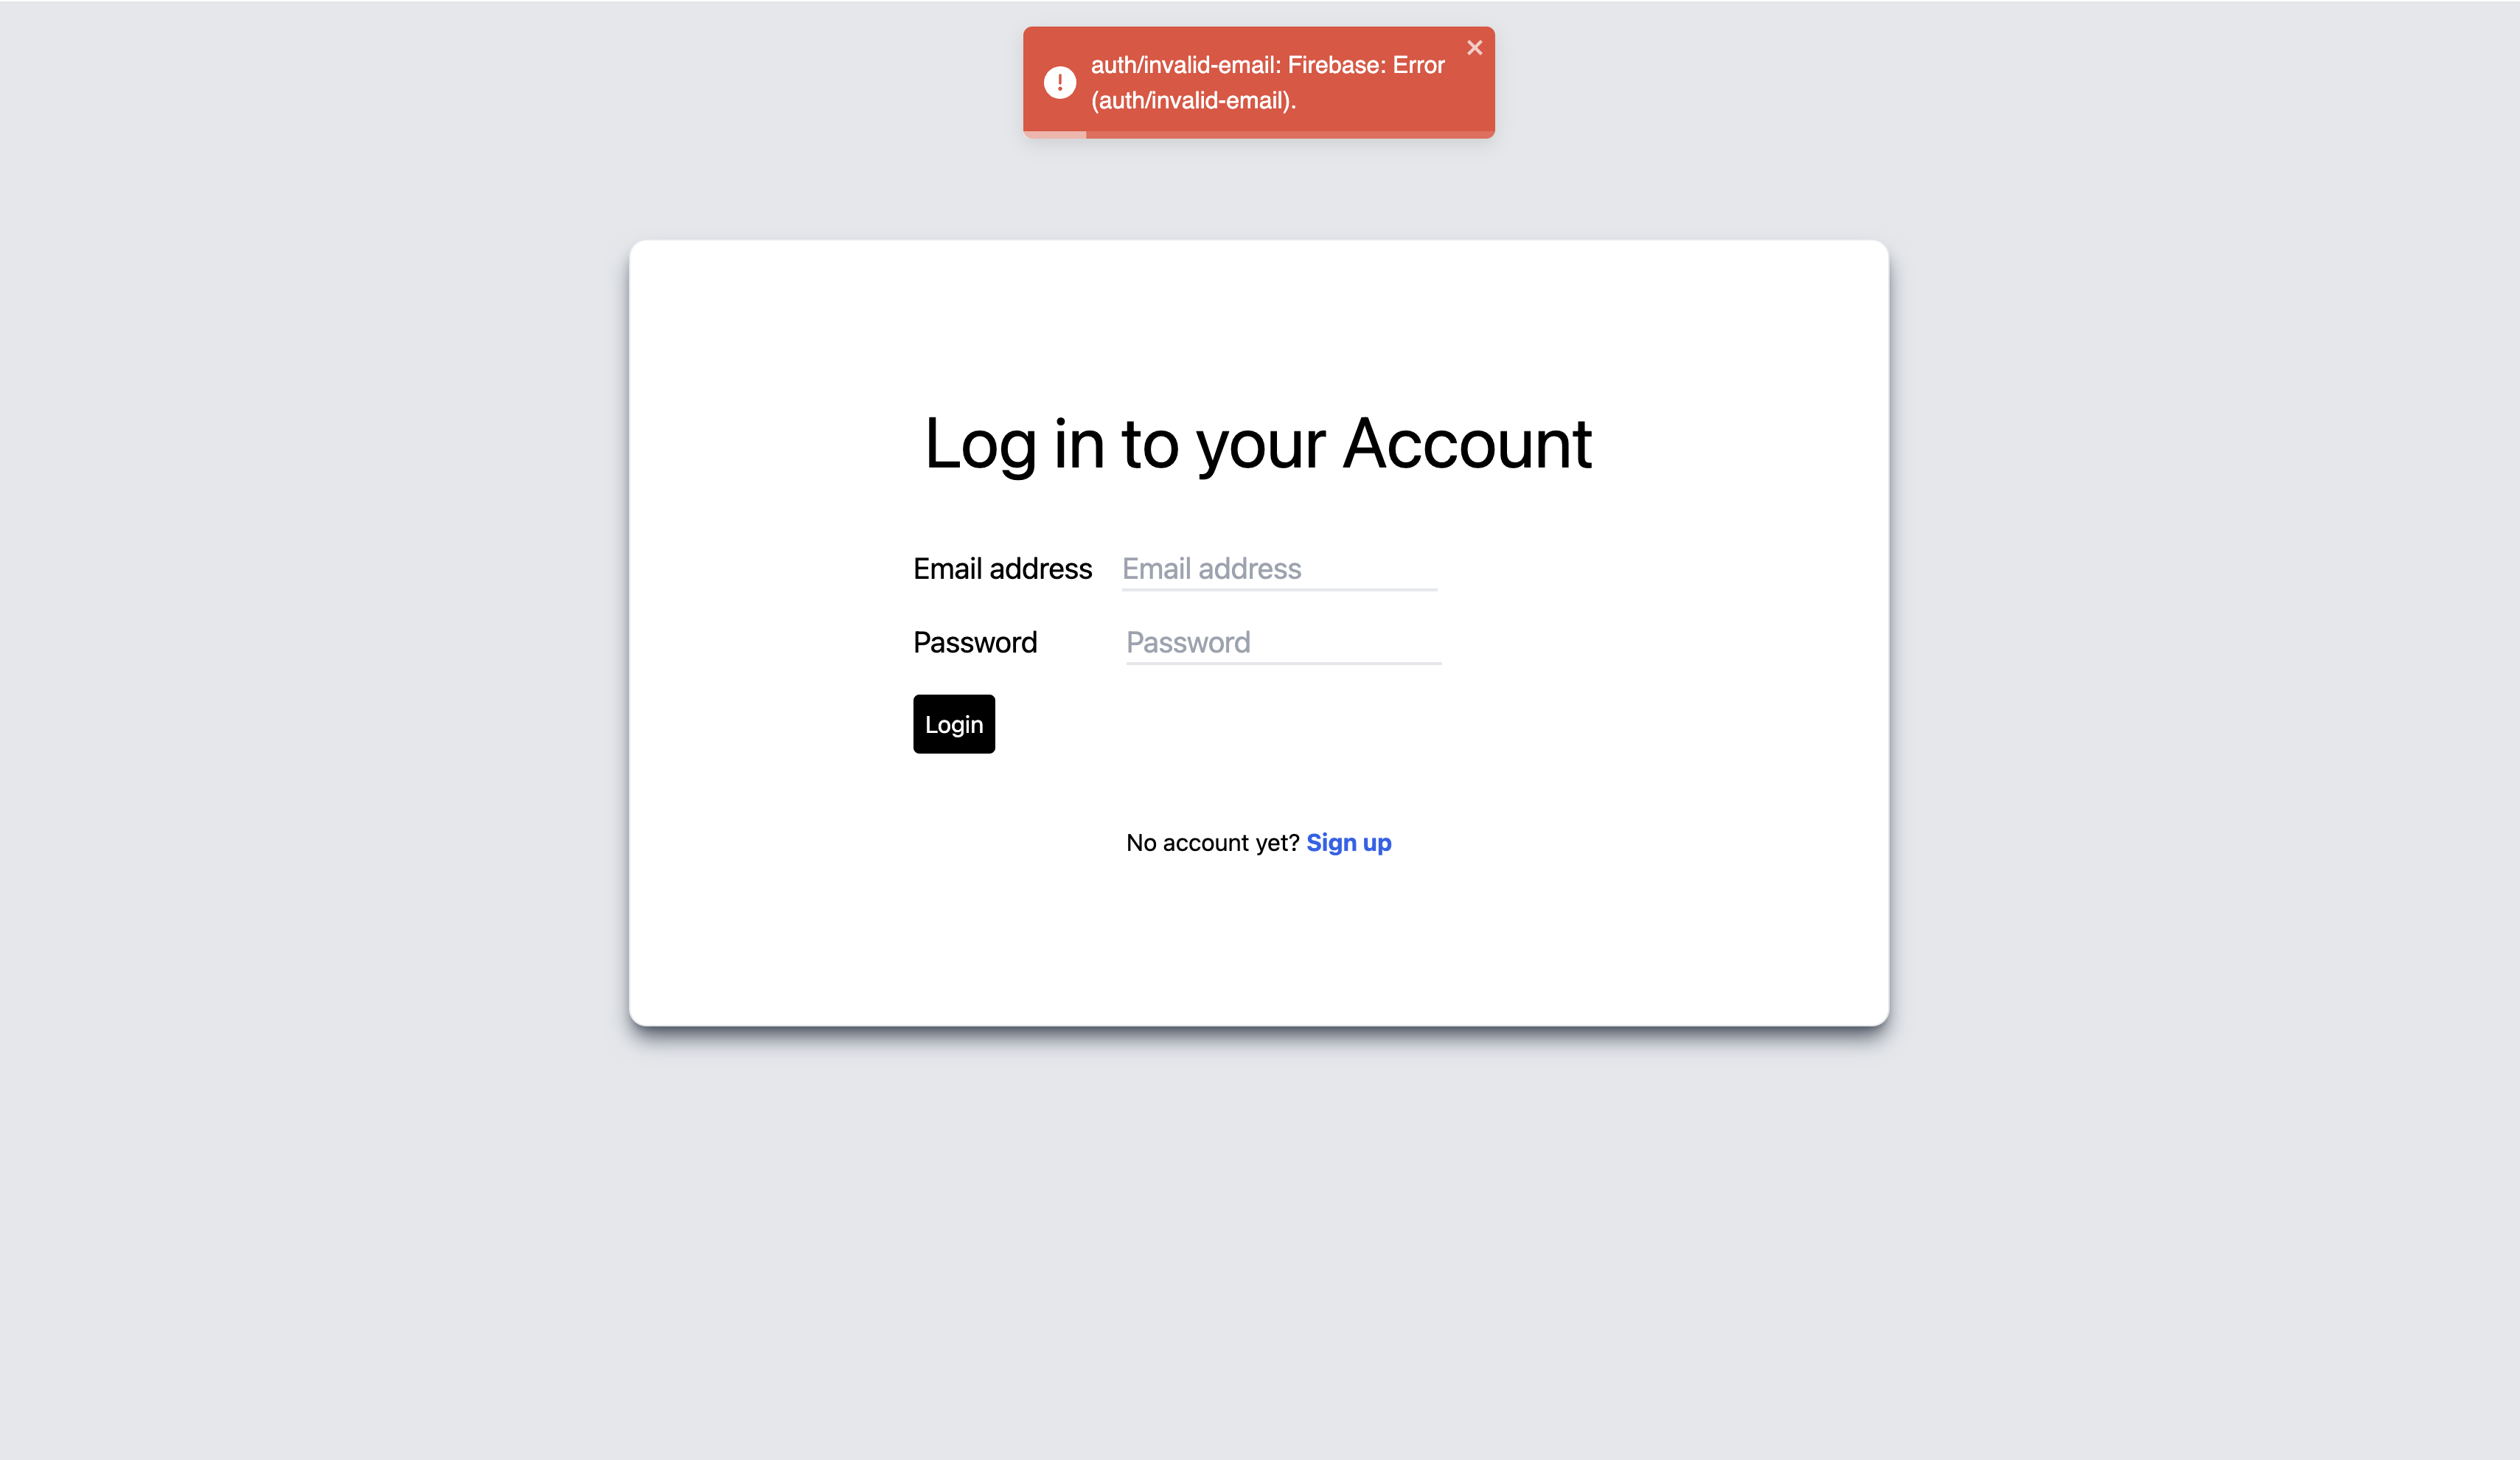 auth/invalid-email: Firebase: Error
(auth/invalid-email).
Log in to your Account
Email address Email address
Password Password
Login
No account yet? Sign up